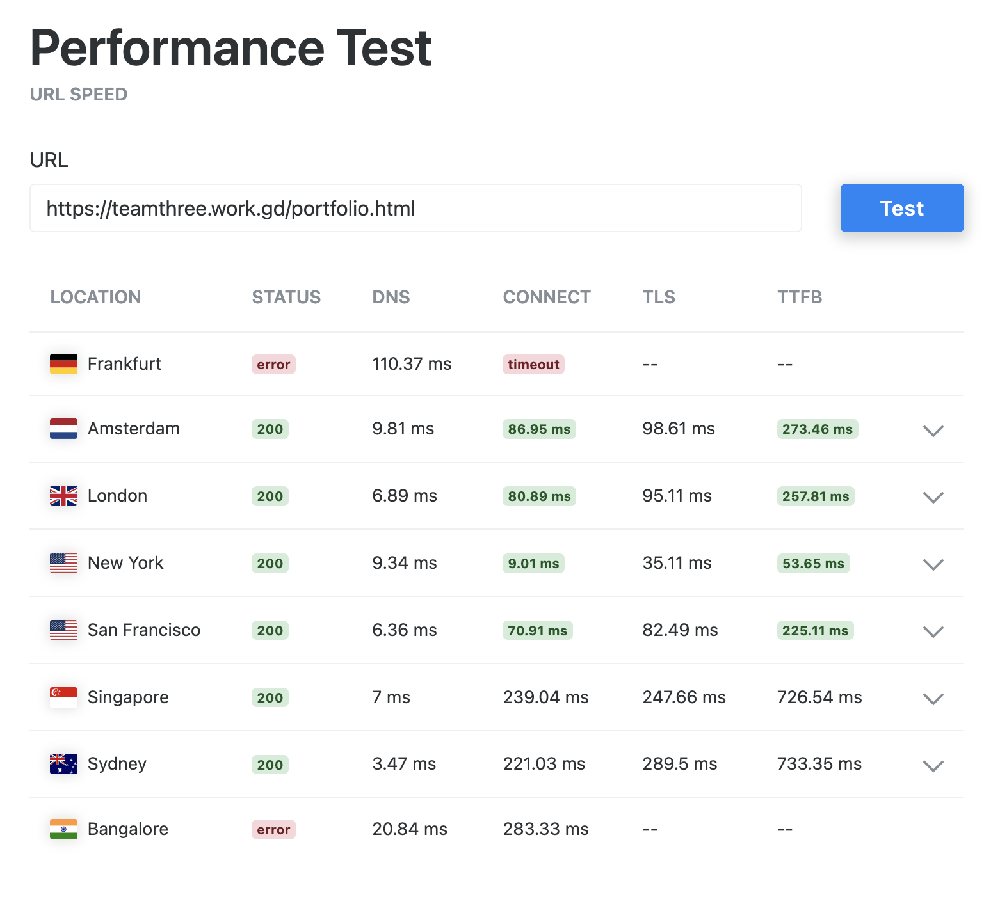 Performance Test
URL SPEED
URL
https://teamthree.work.gd/portfolio.html
Test
LOCATION STATUS DNS CONNECT TLS TTFB
Frankfurt error 110.37 ms timeout -- --
Amsterdam 200 9.81 ms 86.95 ms 98.61 ms 273.46 ms
London 200 6.89 ms 80.89 ms 95.11 ms 257.81 ms
New York 200 9.34 ms 9.01 ms 35.11 ms 53.65 ms
San Francisco 200 6.36 ms 70.91 ms 82.49 ms 225.11 ms
Singapore 200 7 ms 239.04 ms 247.66 ms 726.54 ms
Sydney 200 3.47 ms 221.03 ms 289.5 ms 733.35 ms
Bangalore error 20.84 ms 283.33 ms -- --